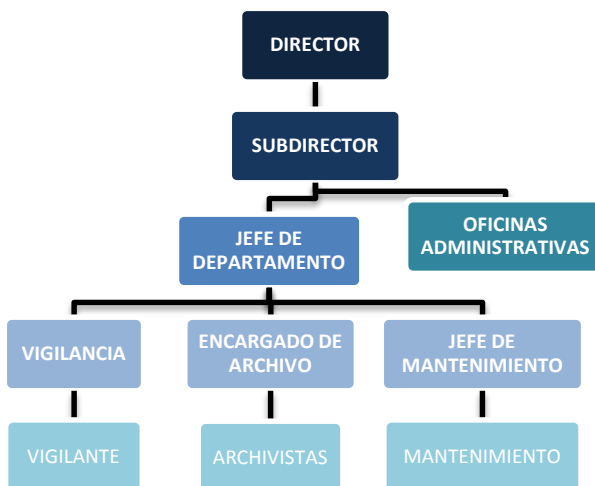 DIRECTOR
SUBDIRECTOR
JEFE DE
DEPARTAMENTO
OFICINAS
ADMINISTRATIVAS
VIGILANCIA
ENCARGADO DE
ARCHIVO
JEFE DE
MANTENIMIENTO
VIGILANTE
ARCHIVISTAS
MANTENIMIENTO